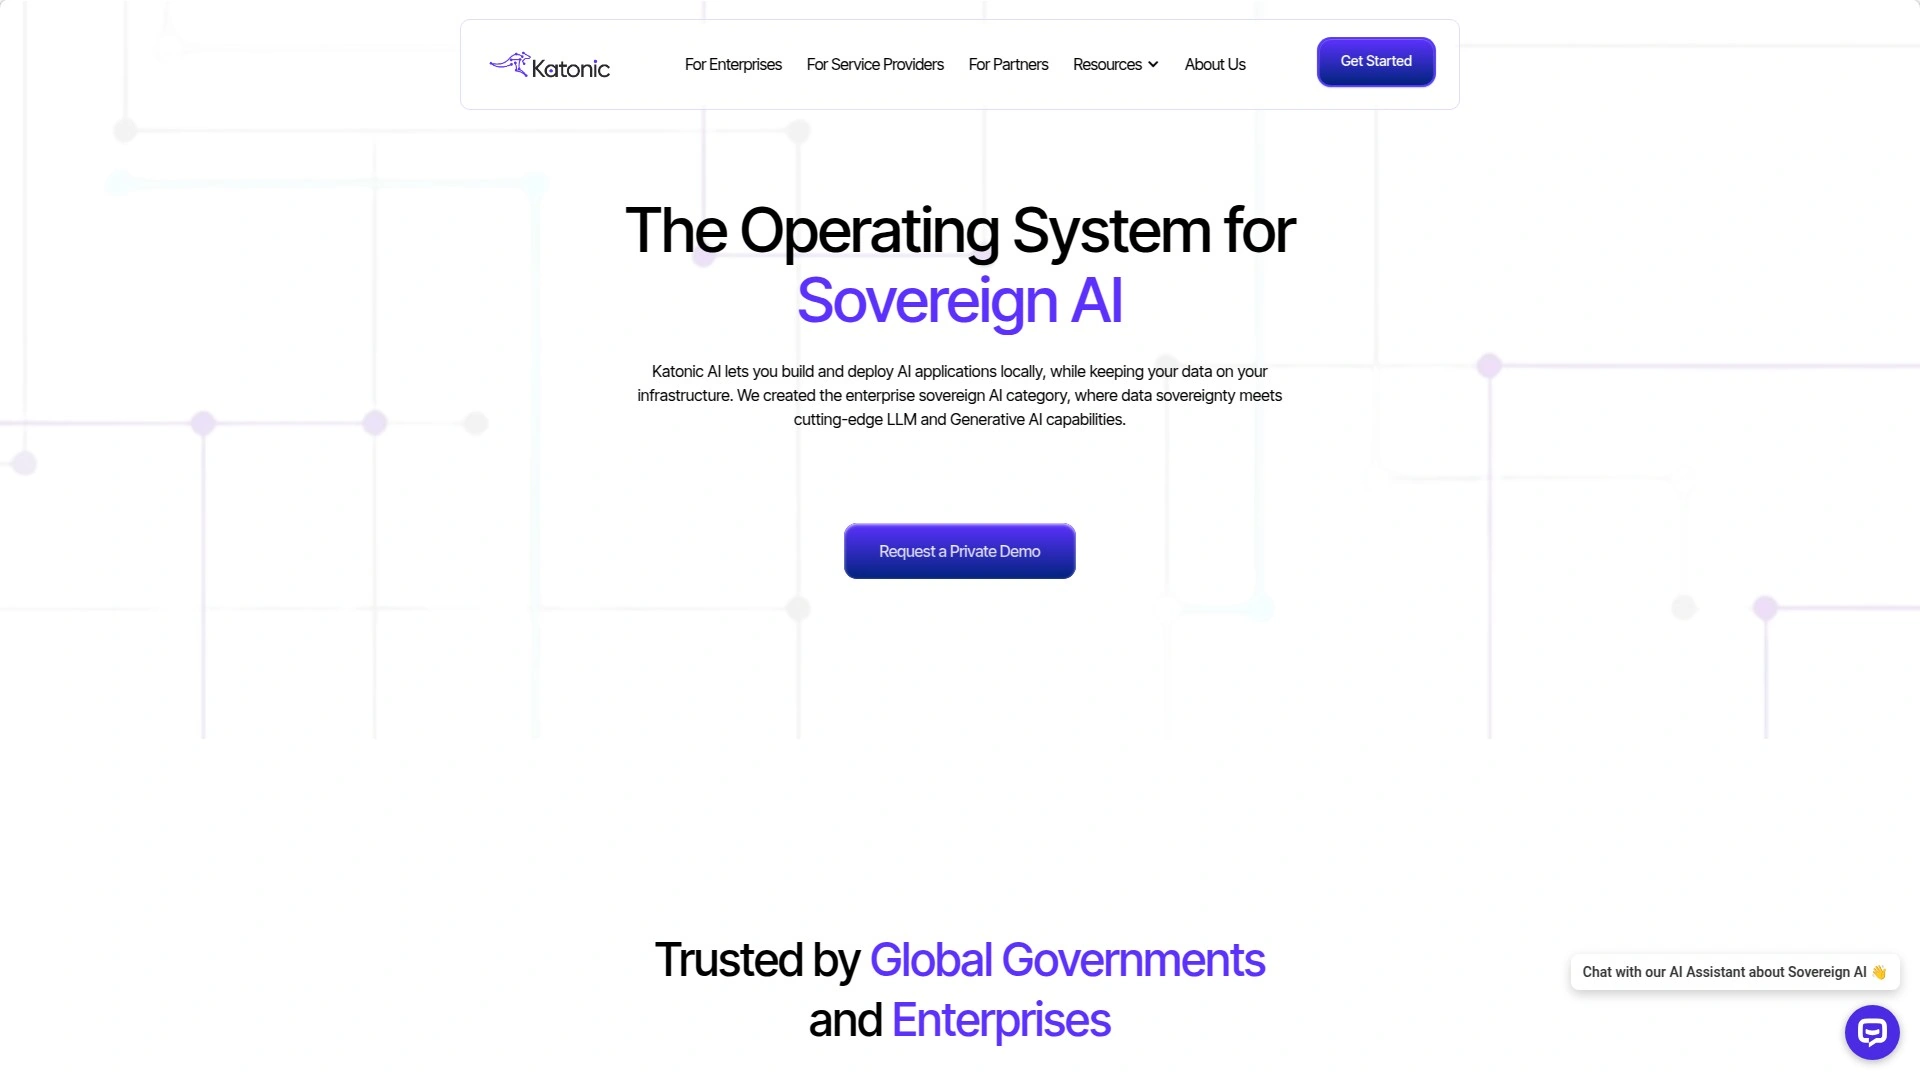 Katonic
For Enterprises
For Service Providers
For Partners
Resources
About Us
Get Started
The Operating System for
Sovereign AI
Katonic AI lets you build and deploy AI applications locally, while keeping your data on your
infrastructure. We created the enterprise sovereign AI category, where data sovereignty meets
cutting-edge LLM and Generative AI capabilities.
Request a Private Demo
Trusted by Global Governments
and Enterprises
Chat with our AI Assistant about Sovereign AI 👋